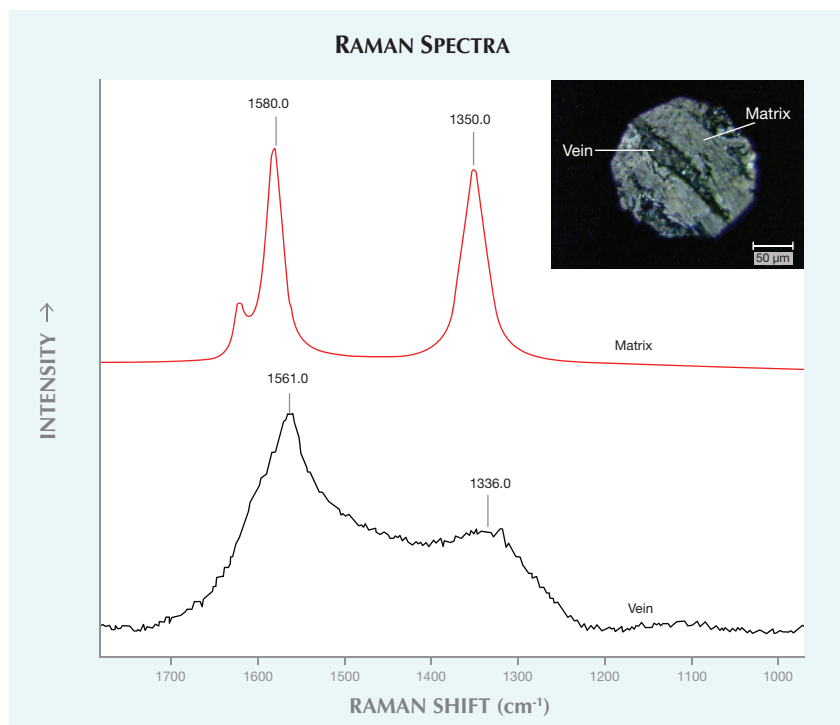 RAMAN SPECTRA
1580.0
1350.0
Matrix
Vein
50 µm
Matrix
1561.0
1336.0
Vein
INTENSITY →
1700 1600 1500 1400 1300 1200 1100 1000
RAMAN SHIFT (cm⁻¹)